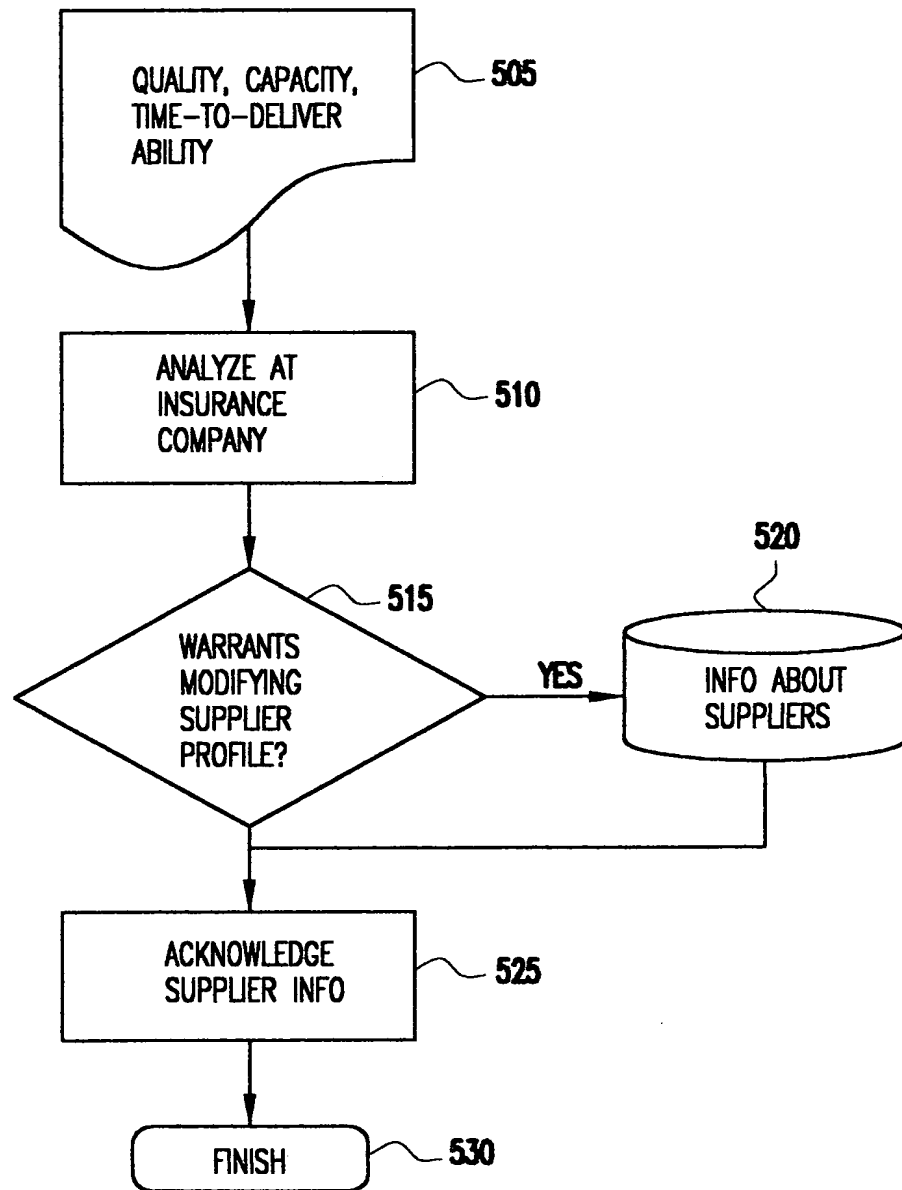 QUALITY, CAPACITY,
TIME-TO-DELIVER
ABILITY
505
ANALYZE AT
INSURANCE
COMPANY
510
515
WARRANTS
MODIFYING
SUPPLIER
PROFILE?
YES
520
INFO ABOUT
SUPPLIERS
ACKNOWLEDGE
SUPPLIER INFO
525
FINISH
530